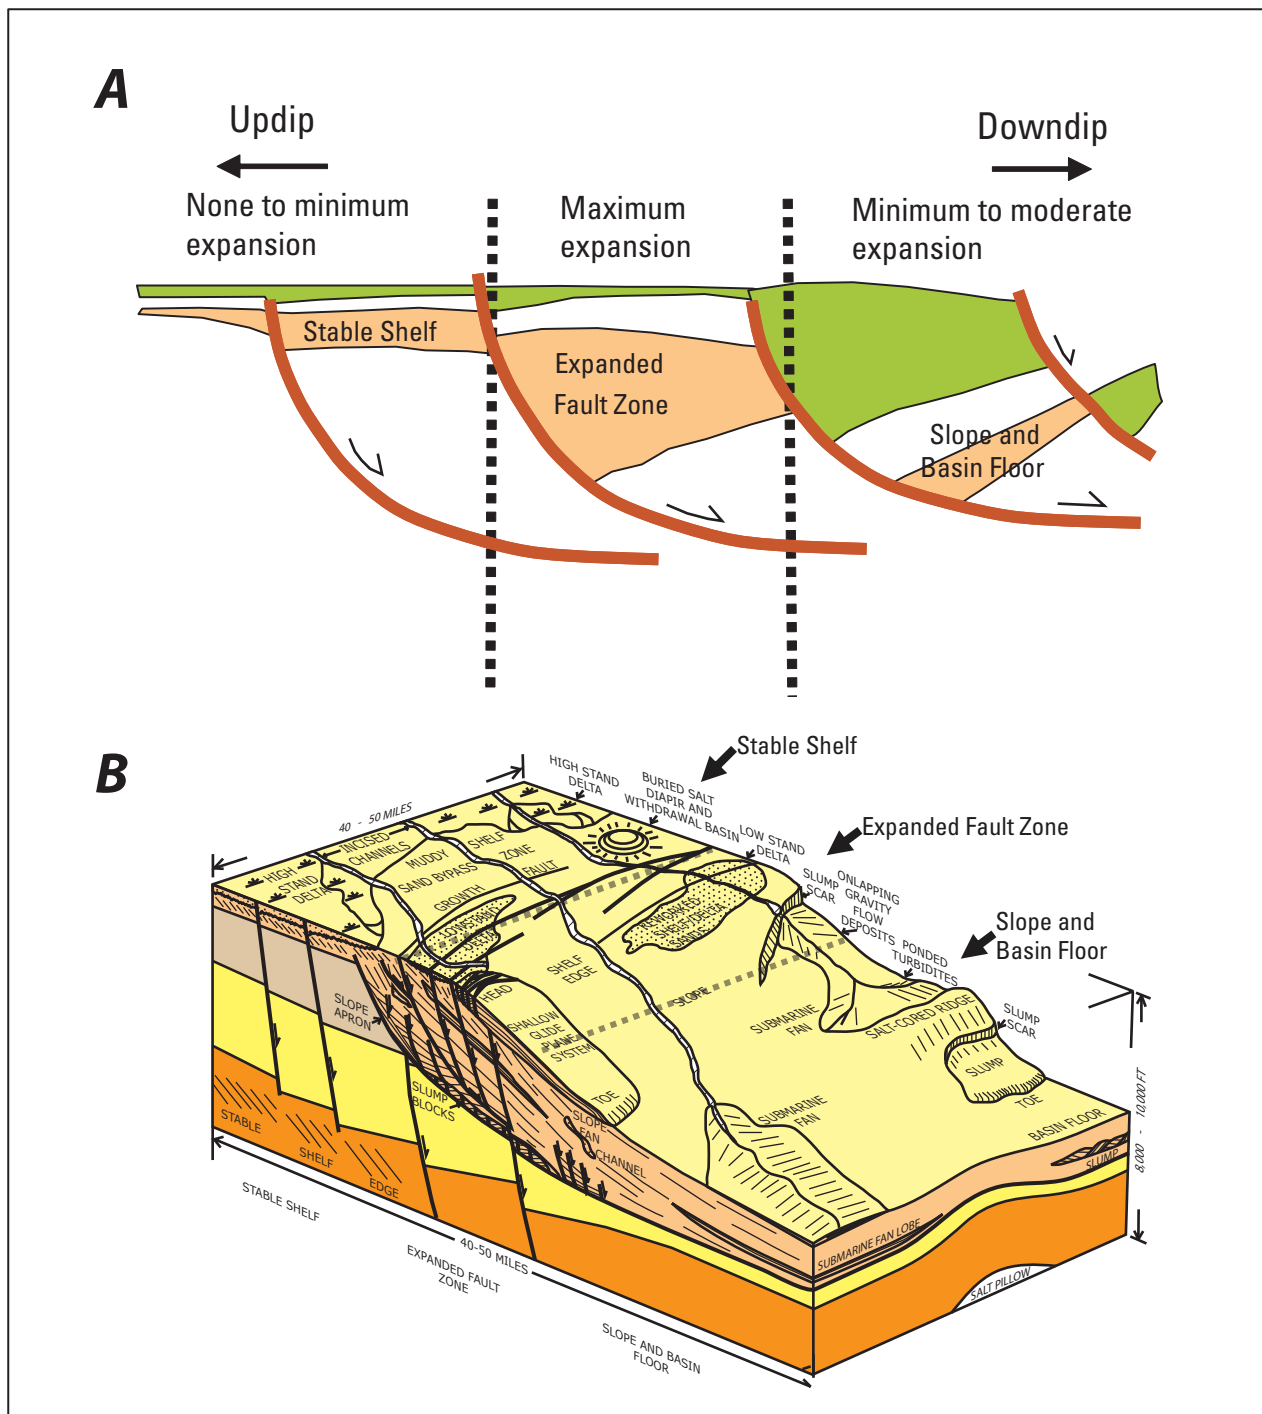 A
Updip
Downdip
None to minimum
expansion
Maximum
expansion
Minimum to moderate
expansion
Stable Shelf
Expanded
Fault Zone
Slope and
Basin Floor
B
Stable Shelf
Expanded Fault Zone
Slope and
Basin Floor
HIGH STAND
DELTA
BURIED SALT
DIAPIR AND
WITHDRAWAL BASIN
LOW STAND
DELTA
SLUMP
SCAR
ONLAPPING
GRAVITY
FLOW
DEPOSITS
PONDED
TURBIDITES
SLUMP
SCAR
40 - 50 MILES
INCISED
CHANNELS
HIGH
STAND
DELTA
MUDDY SHELF
SAND BYPASS ZONE
GROWTH FAULT
LOWSTAND
DELTA
REWORKED
SHELF/DELTA
SANDS
SHELF
EDGE
SLOPE
HEAD
SHALLOW
GLIDE
PLANE
SYSTEM
TOE
SUBMARINE
FAN
SALT-CORED RIDGE
SLUMP
TOE
SUBMARINE
FAN
BASIN FLOOR
SLUMP
8,000 - 10,000 FT
SLOPE
APRON
SLUMP
BLOCKS
SLOPE
FAN
CHANNEL
STABLE
SHELF
EDGE
SUBMARINE FAN LOBE
SALT PILLOW
STABLE SHELF
40-50 MILES
EXPANDED FAULT
ZONE
SLOPE AND BASIN
FLOOR